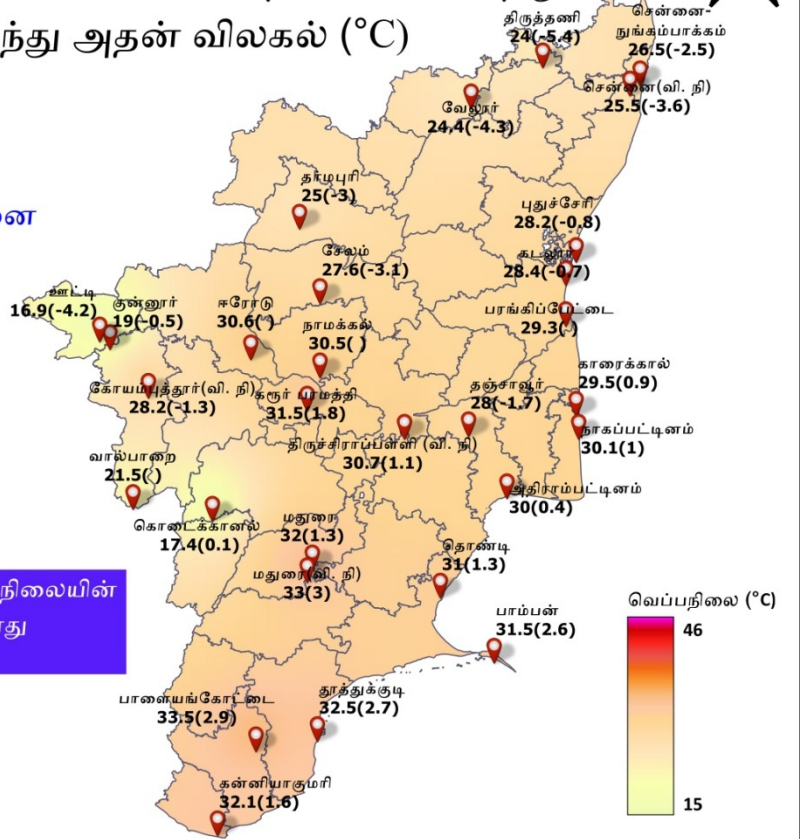 ந்து அதன் விலகல் (°C)
திருத்தணி
24(-5.4)
சென்னை-
நுங்கம்பாக்கம்
26.5(-2.5)
சென்னை(வி. நி)
25.5(-3.6)
வேலூர்
24.4(-4.3)
தர்மபுரி
25(-3)
னை
புதுச்சேரி
28.2(-0.8)
கடலூர்
28.4(-0.7)
சேலம்
27.6(-3.1)
ஊட்டி
16.9(-4.2)
குன்னூர்
19(-0.5)
ஈரோடு
30.6( )
நாமக்கல்
30.5( )
பரங்கிப்பேட்டை
29.3( )
காரைக்கால்
29.5(0.9)
கோயம்புத்தூர்(வி. நி)
28.2(-1.3)
கரூர் பரமத்தி
31.5(1.8)
தஞ்சாவூர்
28(-1.7)
நாகப்பட்டினம்
30.1(1)
திருச்சிராப்பள்ளி (வி. நி)
30.7(1.1)
வால்பாறை
21.5( )
அதிராம்பட்டினம்
30(0.4)
கொடைக்கானல்
17.4(0.1)
மதுரை
32(1.3)
மதுரை(வி. நி)
33(3)
தொண்டி
31(1.3)
நிலையின்
து
பாம்பன்
31.5(2.6)
வெப்பநிலை (°C)
46
15
பாளையங்கோட்டை
33.5(2.9)
தூத்துக்குடி
32.5(2.7)
கன்னியாகுமரி
32.1(1.6)